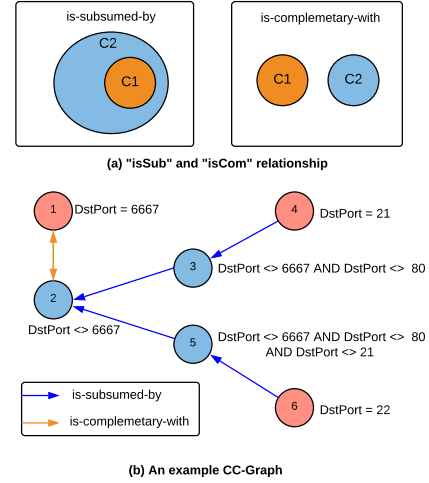 is-subsumed-by
C2
C1
is-complemetary-with
C1
C2
(a) "isSub" and "isCom" relationship
1
DstPort = 6667
4
DstPort = 21
3
DstPort <> 6667 AND DstPort <> 80
2
DstPort <> 6667
5
DstPort <> 6667 AND DstPort <> 80
AND DstPort <> 21
6
DstPort = 22
is-subsumed-by
is-complemetary-with
(b) An example CC-Graph